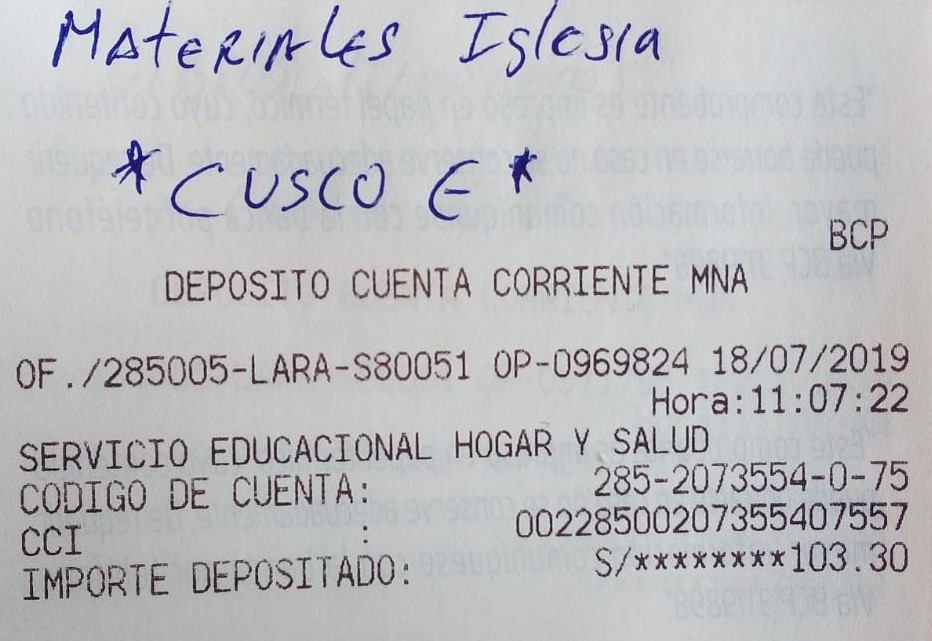 Materiales Iglesia
*CUSCO E*
BCP
DEPOSITO CUENTA CORRIENTE MNA
OF./285005-LARA-S80051 OP-0969824 18/07/2019
Hora:11:07:22
SERVICIO EDUCACIONAL HOGAR Y SALUD
CODIGO DE CUENTA: 285-2073554-0-75
CCI : 00228500207355407557
IMPORTE DEPOSITADO: S/********103.30